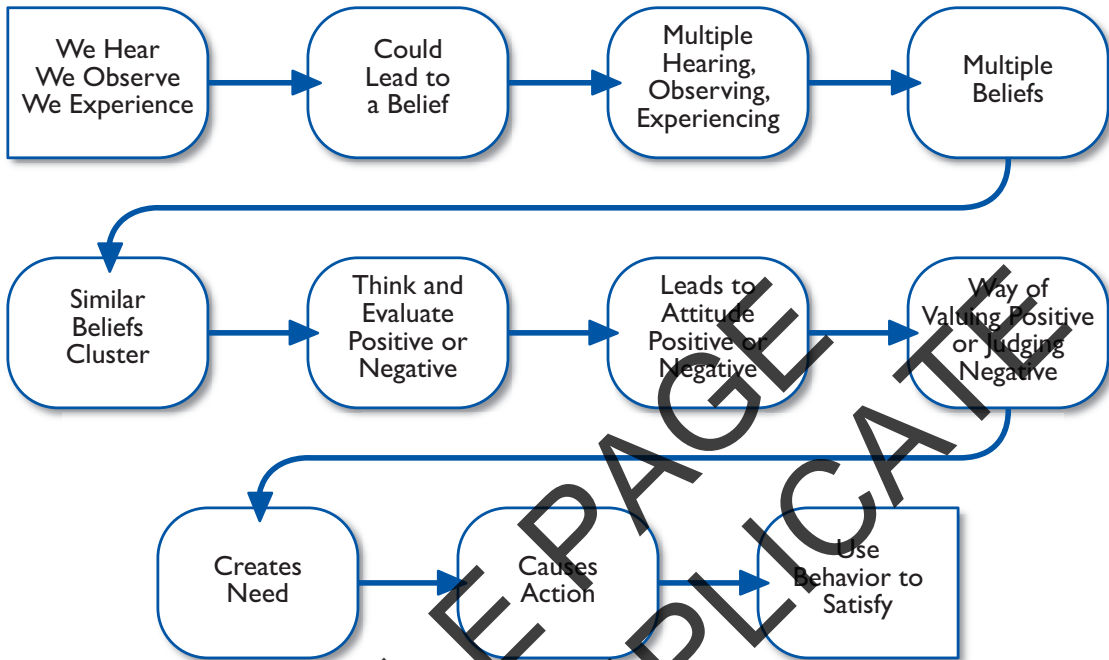 We Hear
We Observe
We Experience
Could
Lead to
a Belief
Multiple
Hearing,
Observing,
Experiencing
Multiple
Beliefs
Similar
Beliefs
Cluster
Think and
Evaluate
Positive or
Negative
Leads to
Attitude
Positive or
Negative
Way of
Valuing Positive
or Judging
Negative
Creates
Need
Causes
Action
Use
Behavior to
Satisfy
E PAGE
PLICATE